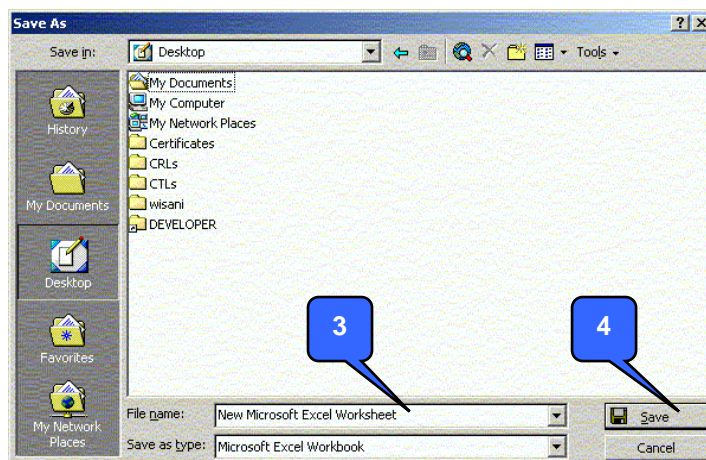 Save As
Save in:
Desktop
Tools
History
My Documents
Desktop
Favorites
My Network
Places
My Documents
My Computer
My Network Places
Certificates
CRLs
CTLs
wisani
DEVELOPER
3
4
File name:
New Microsoft Excel Worksheet
Save
Save as type:
Microsoft Excel Workbook
Cancel